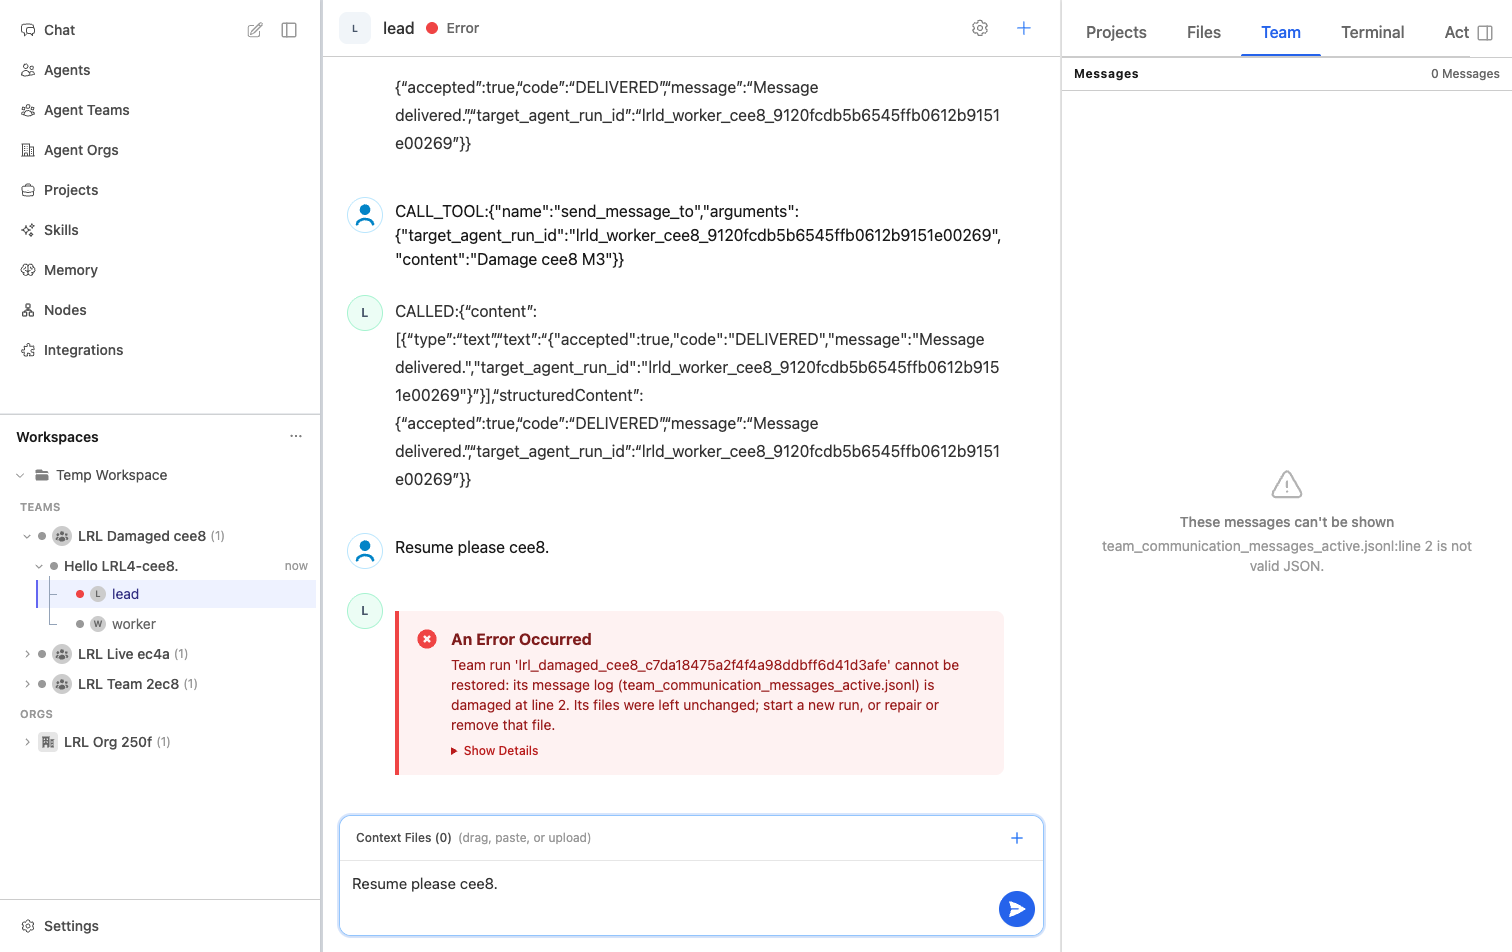 Chat
Agents
Agent Teams
Agent Orgs
Projects
Skills
Memory
Nodes
Integrations
Workspaces
Temp Workspace
TEAMS
LRL Damaged cee8 (1)
Hello LRL4-cee8. now
L lead
W worker
LRL Live ec4a (1)
LRL Team 2ec8 (1)
ORGS
LRL Org 250f (1)
Settings
L lead Error
{“accepted”:true,“code”:“DELIVERED”,“message”:“Message
delivered.”,“target_agent_run_id”:“lrld_worker_cee8_9120fcdb5b6545ffb0612b9151
e00269”}}
CALL_TOOL:{"name":"send_message_to","arguments":
{"target_agent_run_id":"lrld_worker_cee8_9120fcdb5b6545ffb0612b9151e00269",
"content":"Damage cee8 M3"}}
L
CALLED:{“content”:
[{“type”:“text”,“text”:“{"accepted":true,"code":"DELIVERED","message":"Message
delivered.","target_agent_run_id":"lrld_worker_cee8_9120fcdb5b6545ffb0612b915
1e00269"}”}],“structuredContent”:
{“accepted”:true,“code”:“DELIVERED”,“message”:“Message
delivered.”,“target_agent_run_id”:“lrld_worker_cee8_9120fcdb5b6545ffb0612b9151
e00269”}}
Resume please cee8.
L
An Error Occurred
Team run 'lrl_damaged_cee8_c7da18475a2f4f4a98ddbff6d41d3afe' cannot be
restored: its message log (team_communication_messages_active.jsonl) is
damaged at line 2. Its files were left unchanged; start a new run, or repair or
remove that file.
Show Details
Context Files (0) (drag, paste, or upload)
Resume please cee8.
Projects Files Team Terminal Act
Messages 0 Messages
These messages can't be shown
team_communication_messages_active.jsonl:line 2 is not
valid JSON.